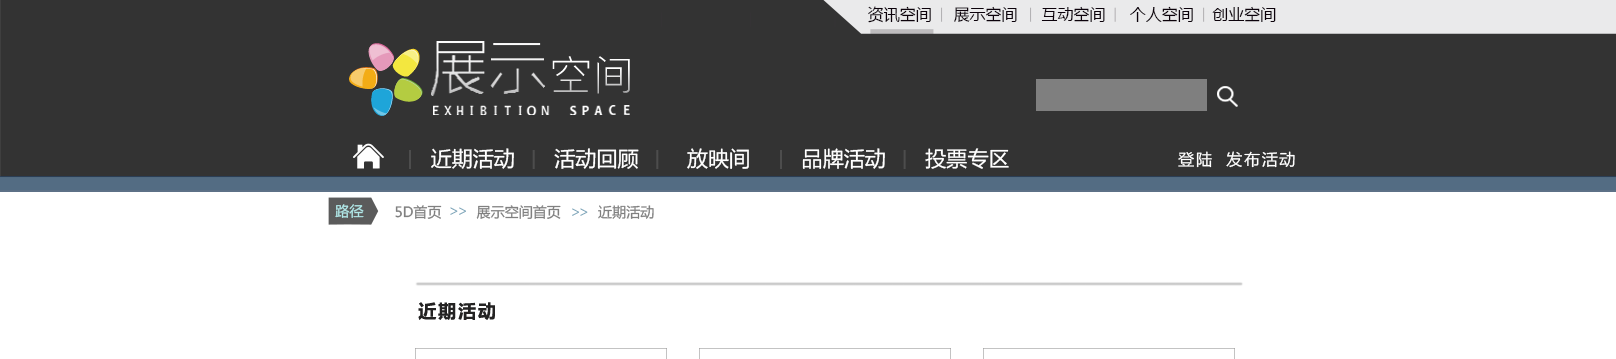 资讯空间 | 展示空间 | 互动空间 | 个人空间 | 创业空间
展示空间
EXHIBITION SPACE
近期活动 | 活动回顾 | 放映间 | 品牌活动 | 投票专区 登陆 发布活动
路径 5D首页 >> 展示空间首页 >> 近期活动
近期活动